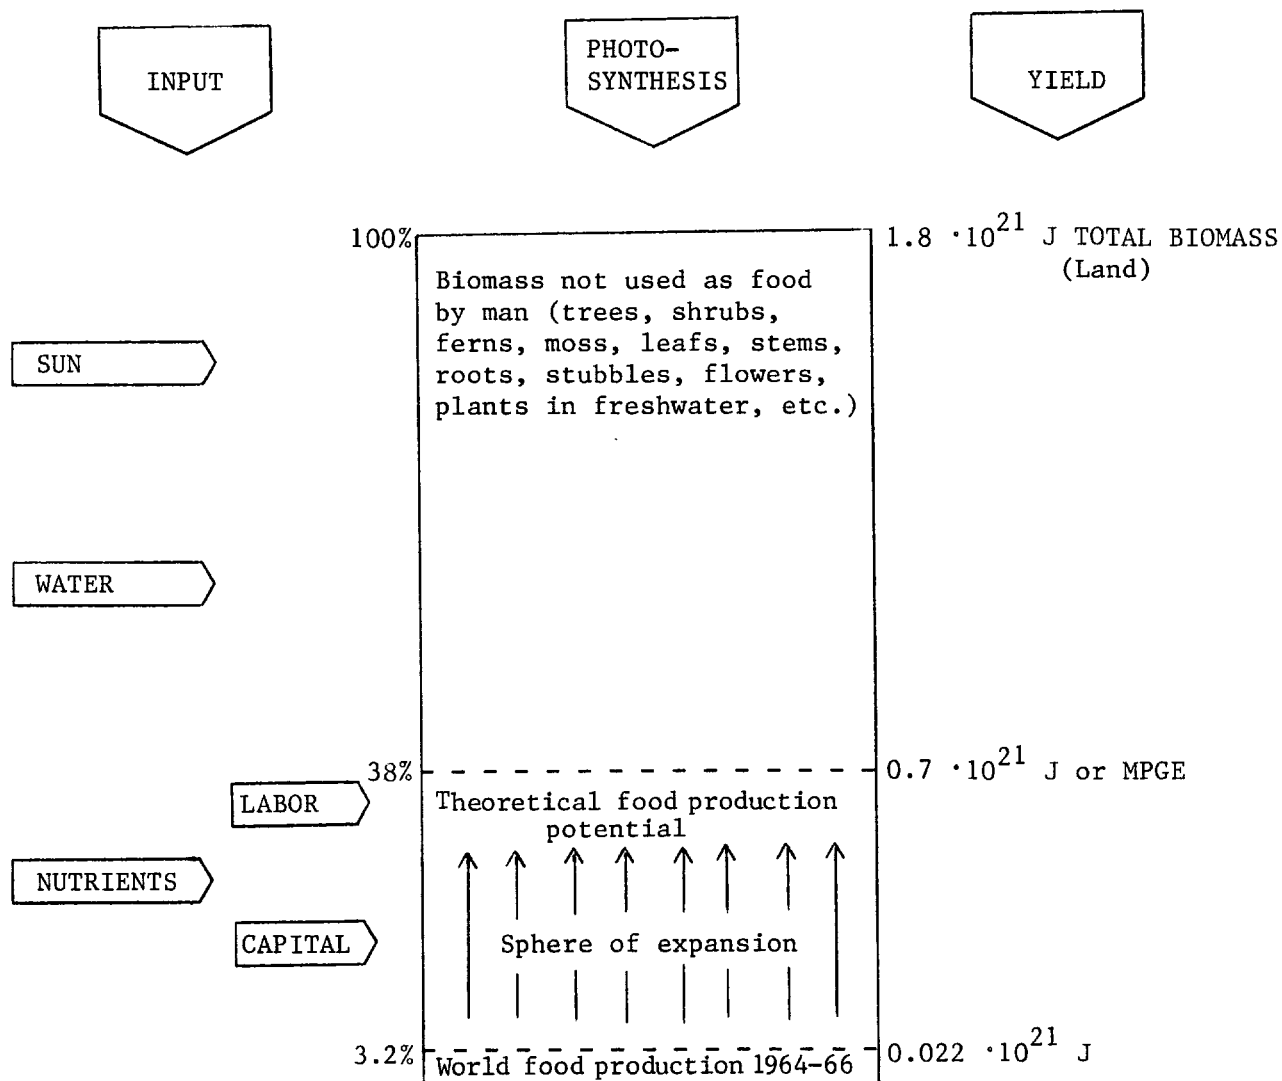 INPUT
PHOTO-
SYNTHESIS
YIELD
100%
1.8 ·10^21 J TOTAL BIOMASS
(Land)
Biomass not used as food
by man (trees, shrubs,
ferns, moss, leafs, stems,
roots, stubbles, flowers,
plants in freshwater, etc.)
SUN
WATER
38%
0.7 ·10^21 J or MPGE
LABOR
Theoretical food production
potential
NUTRIENTS
CAPITAL
Sphere of expansion
3.2%
0.022 ·10^21 J
World food production 1964-66